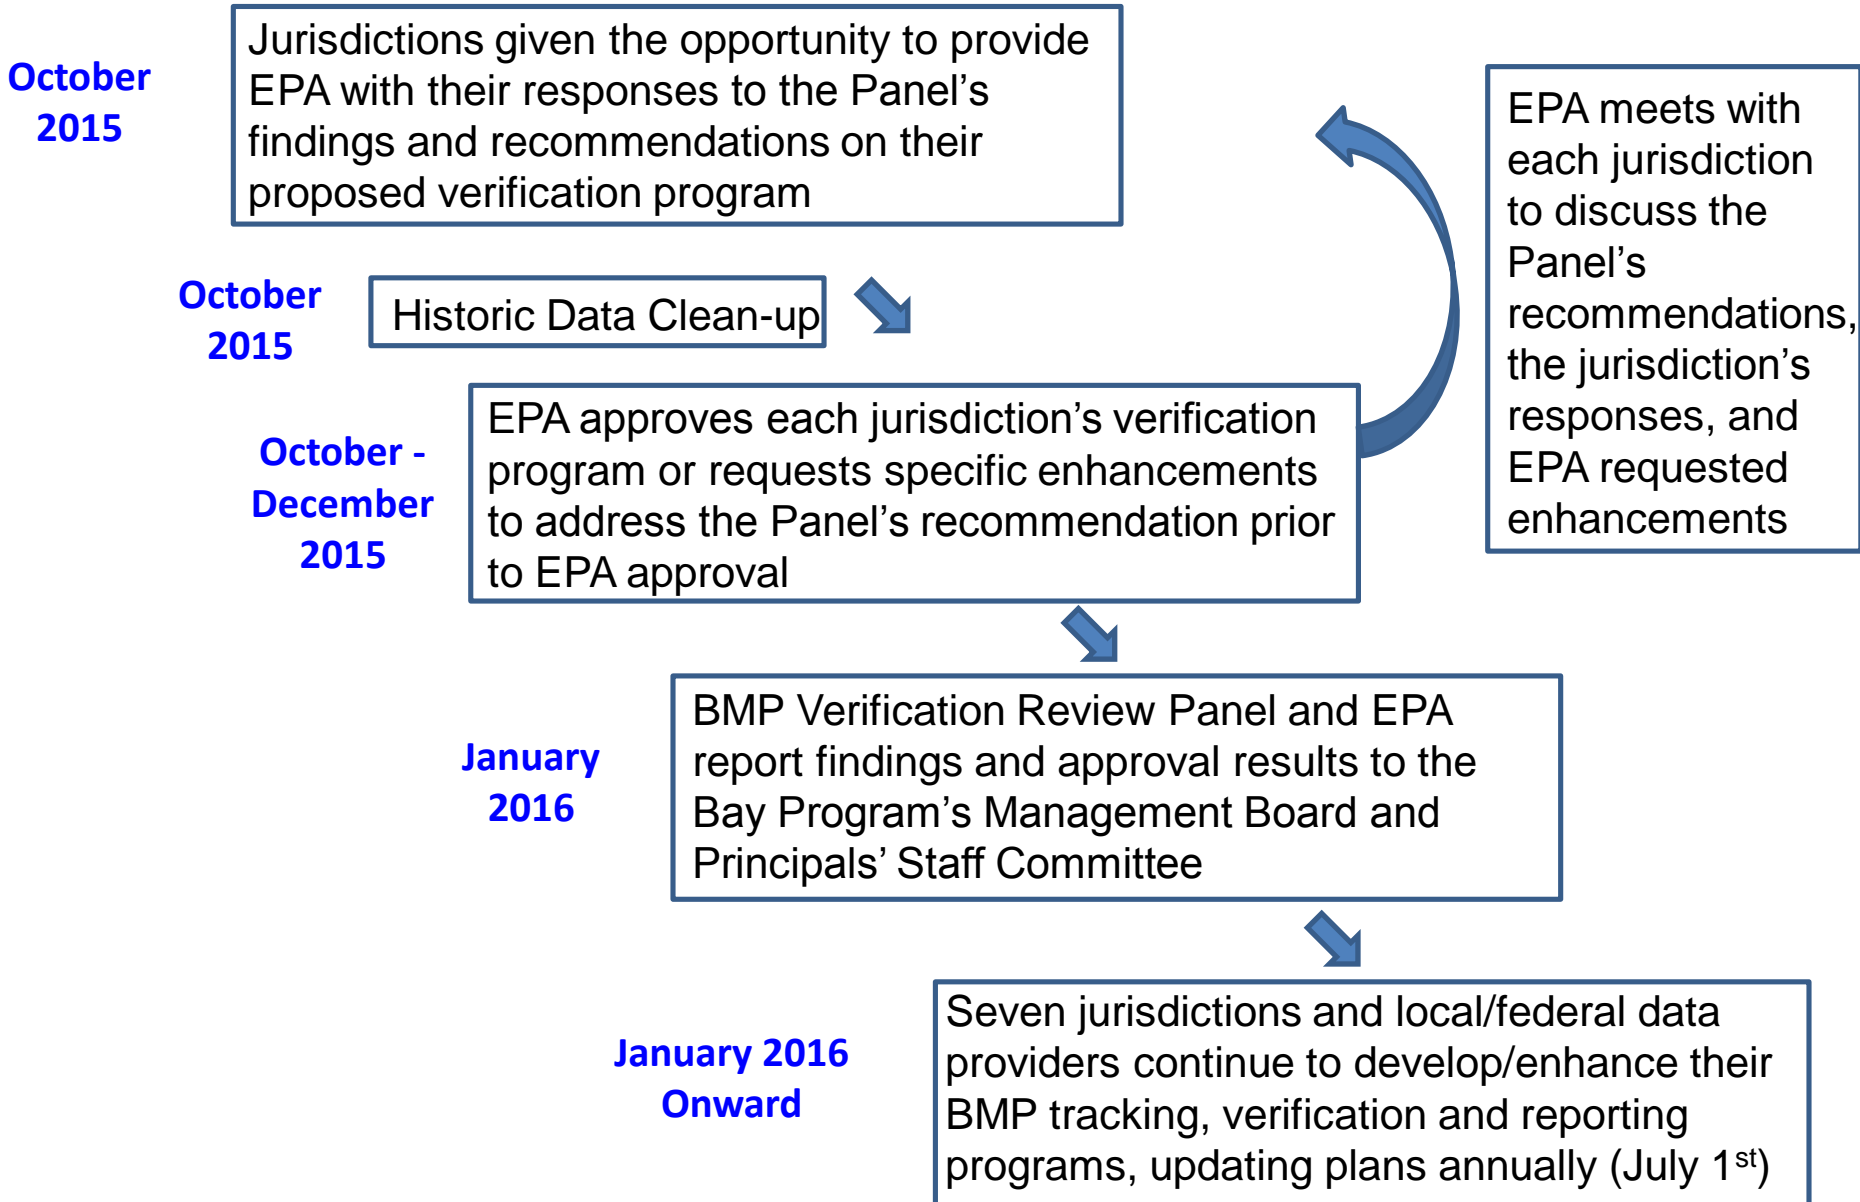 October
2015
Jurisdictions given the opportunity to provide
EPA with their responses to the Panel’s
findings and recommendations on their
proposed verification program
EPA meets with
each jurisdiction
to discuss the
Panel’s
recommendations,
the jurisdiction’s
responses, and
EPA requested
enhancements
October
2015
Historic Data Clean-up
October -
December
2015
EPA approves each jurisdiction’s verification
program or requests specific enhancements
to address the Panel’s recommendation prior
to EPA approval
January
2016
BMP Verification Review Panel and EPA
report findings and approval results to the
Bay Program’s Management Board and
Principals’ Staff Committee
January 2016
Onward
Seven jurisdictions and local/federal data
providers continue to develop/enhance their
BMP tracking, verification and reporting
programs, updating plans annually (July 1st)